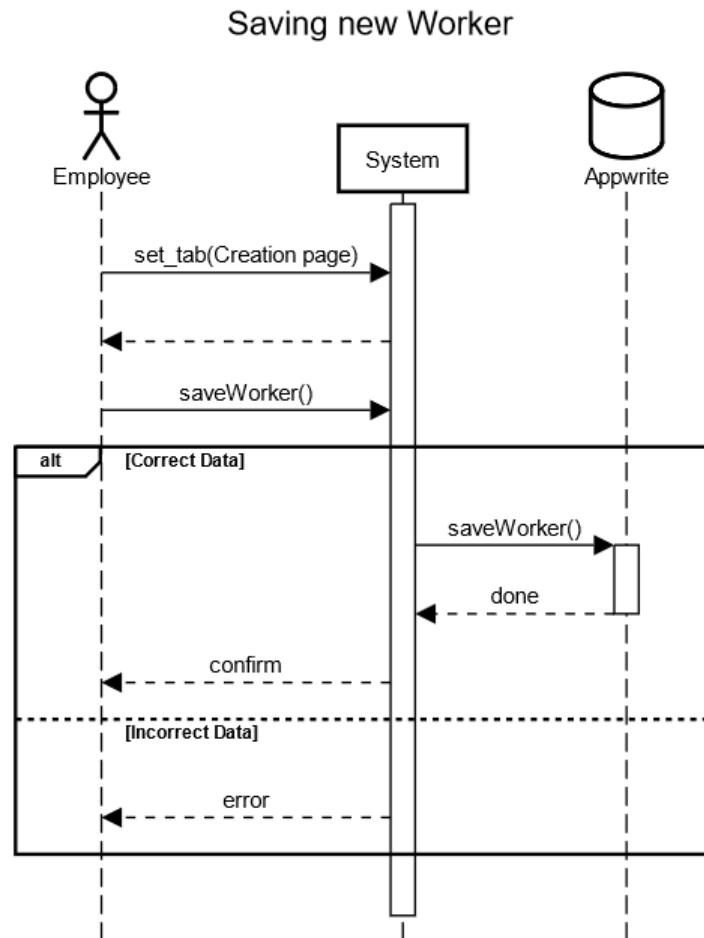 Saving new Worker
Employee
System
Appwrite
set_tab(Creation page)
saveWorker()
alt
[Correct Data]
saveWorker()
done
confirm
[Incorrect Data]
error